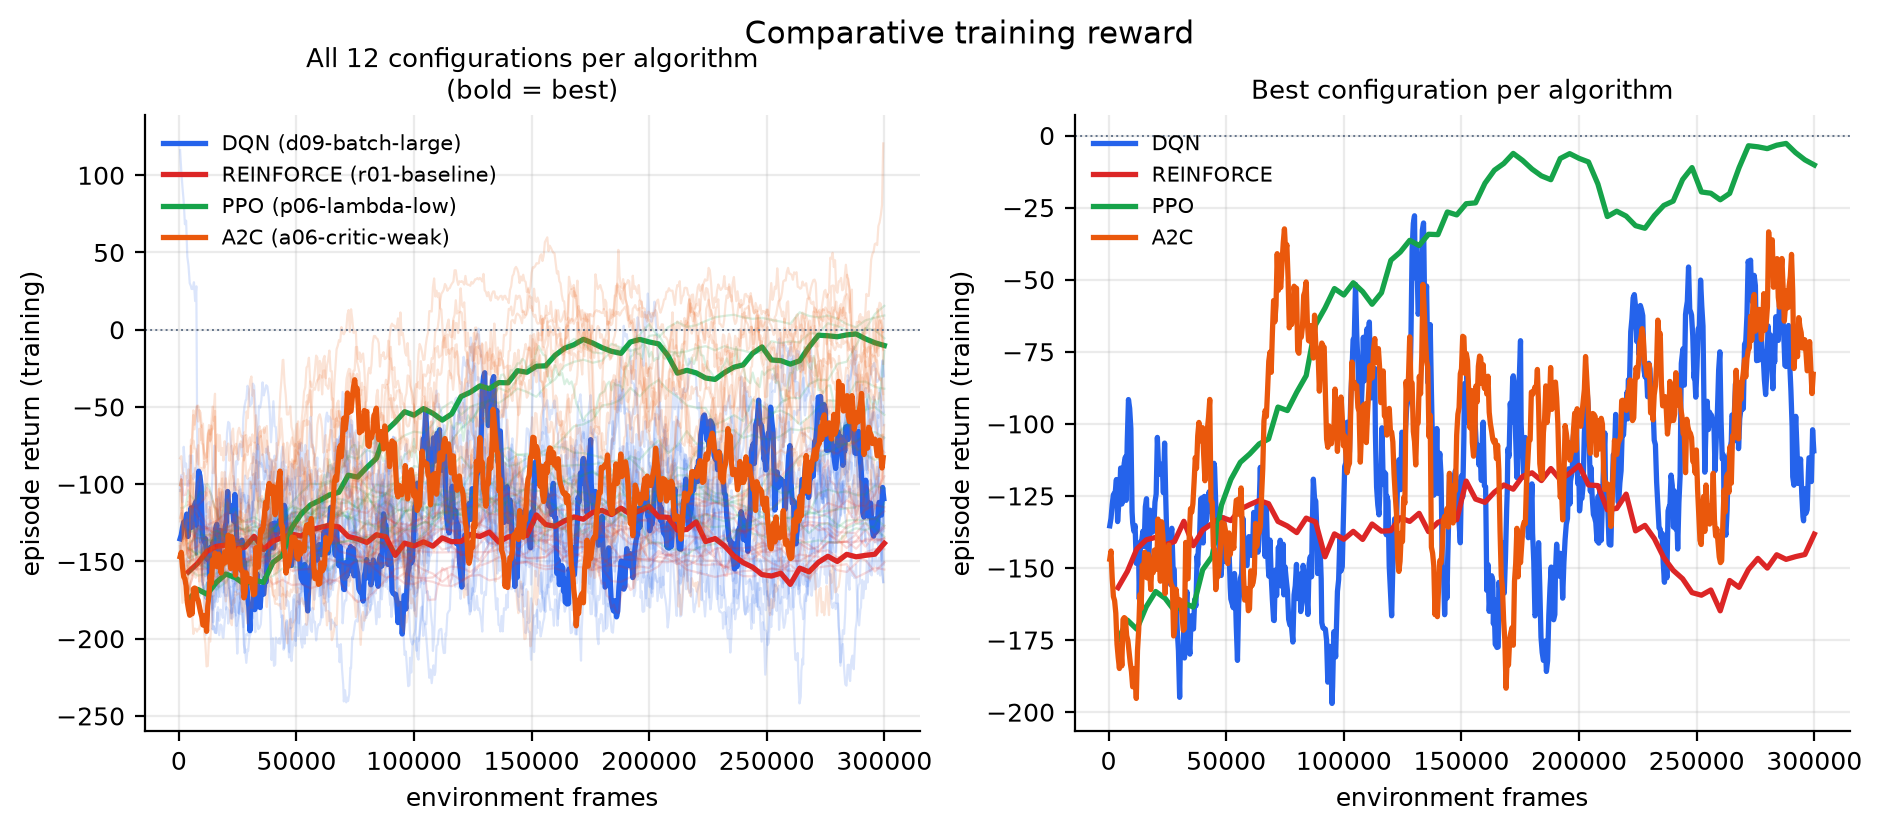 Comparative training reward
All 12 configurations per algorithm
(bold = best)
DQN (d09-batch-large)
REINFORCE (r01-baseline)
PPO (p06-lambda-low)
A2C (a06-critic-weak)
100
50
0
−50
−100
−150
−200
−250
episode return (training)
0 50000 100000 150000 200000 250000 300000
environment frames
Best configuration per algorithm
DQN
REINFORCE
PPO
A2C
0
−25
−50
−75
−100
−125
−150
−175
−200
episode return (training)
0 50000 100000 150000 200000 250000 300000
environment frames